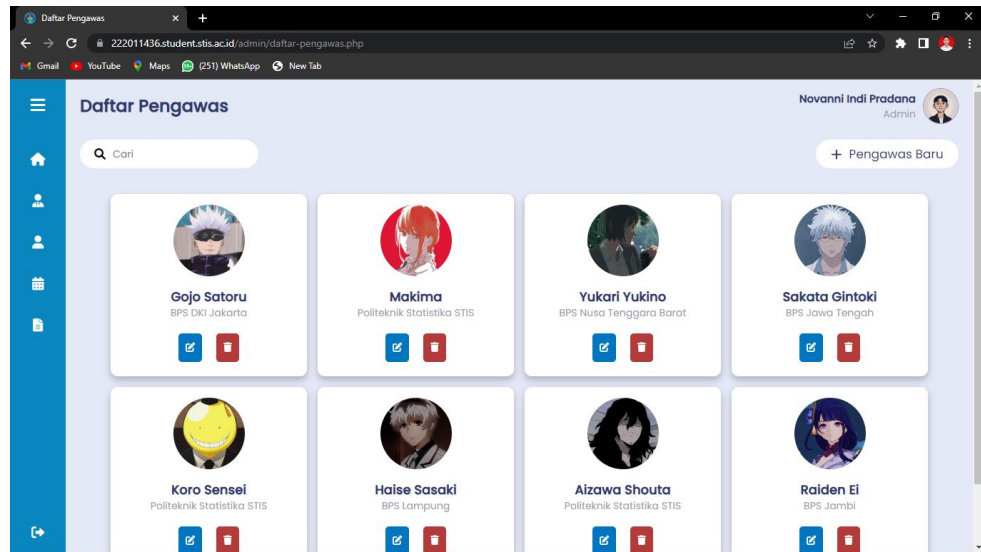 Daftar Pengawas
222011436.student.stis.ac.id/admin/daftar-pengawas.php
Gmail YouTube Maps (251) WhatsApp New Tab
Daftar Pengawas
Novanni Indi Pradana
Admin
Cari
+ Pengawas Baru
Gojo Satoru
BPS DKI Jakarta
Makima
Politeknik Statistika STIS
Yukari Yukino
BPS Nusa Tenggara Barat
Sakata Gintoki
BPS Jawa Tengah
Koro Sensei
Politeknik Statistika STIS
Haise Sasaki
BPS Lampung
Aizawa Shouta
Politeknik Statistika STIS
Raiden Ei
BPS Jambi